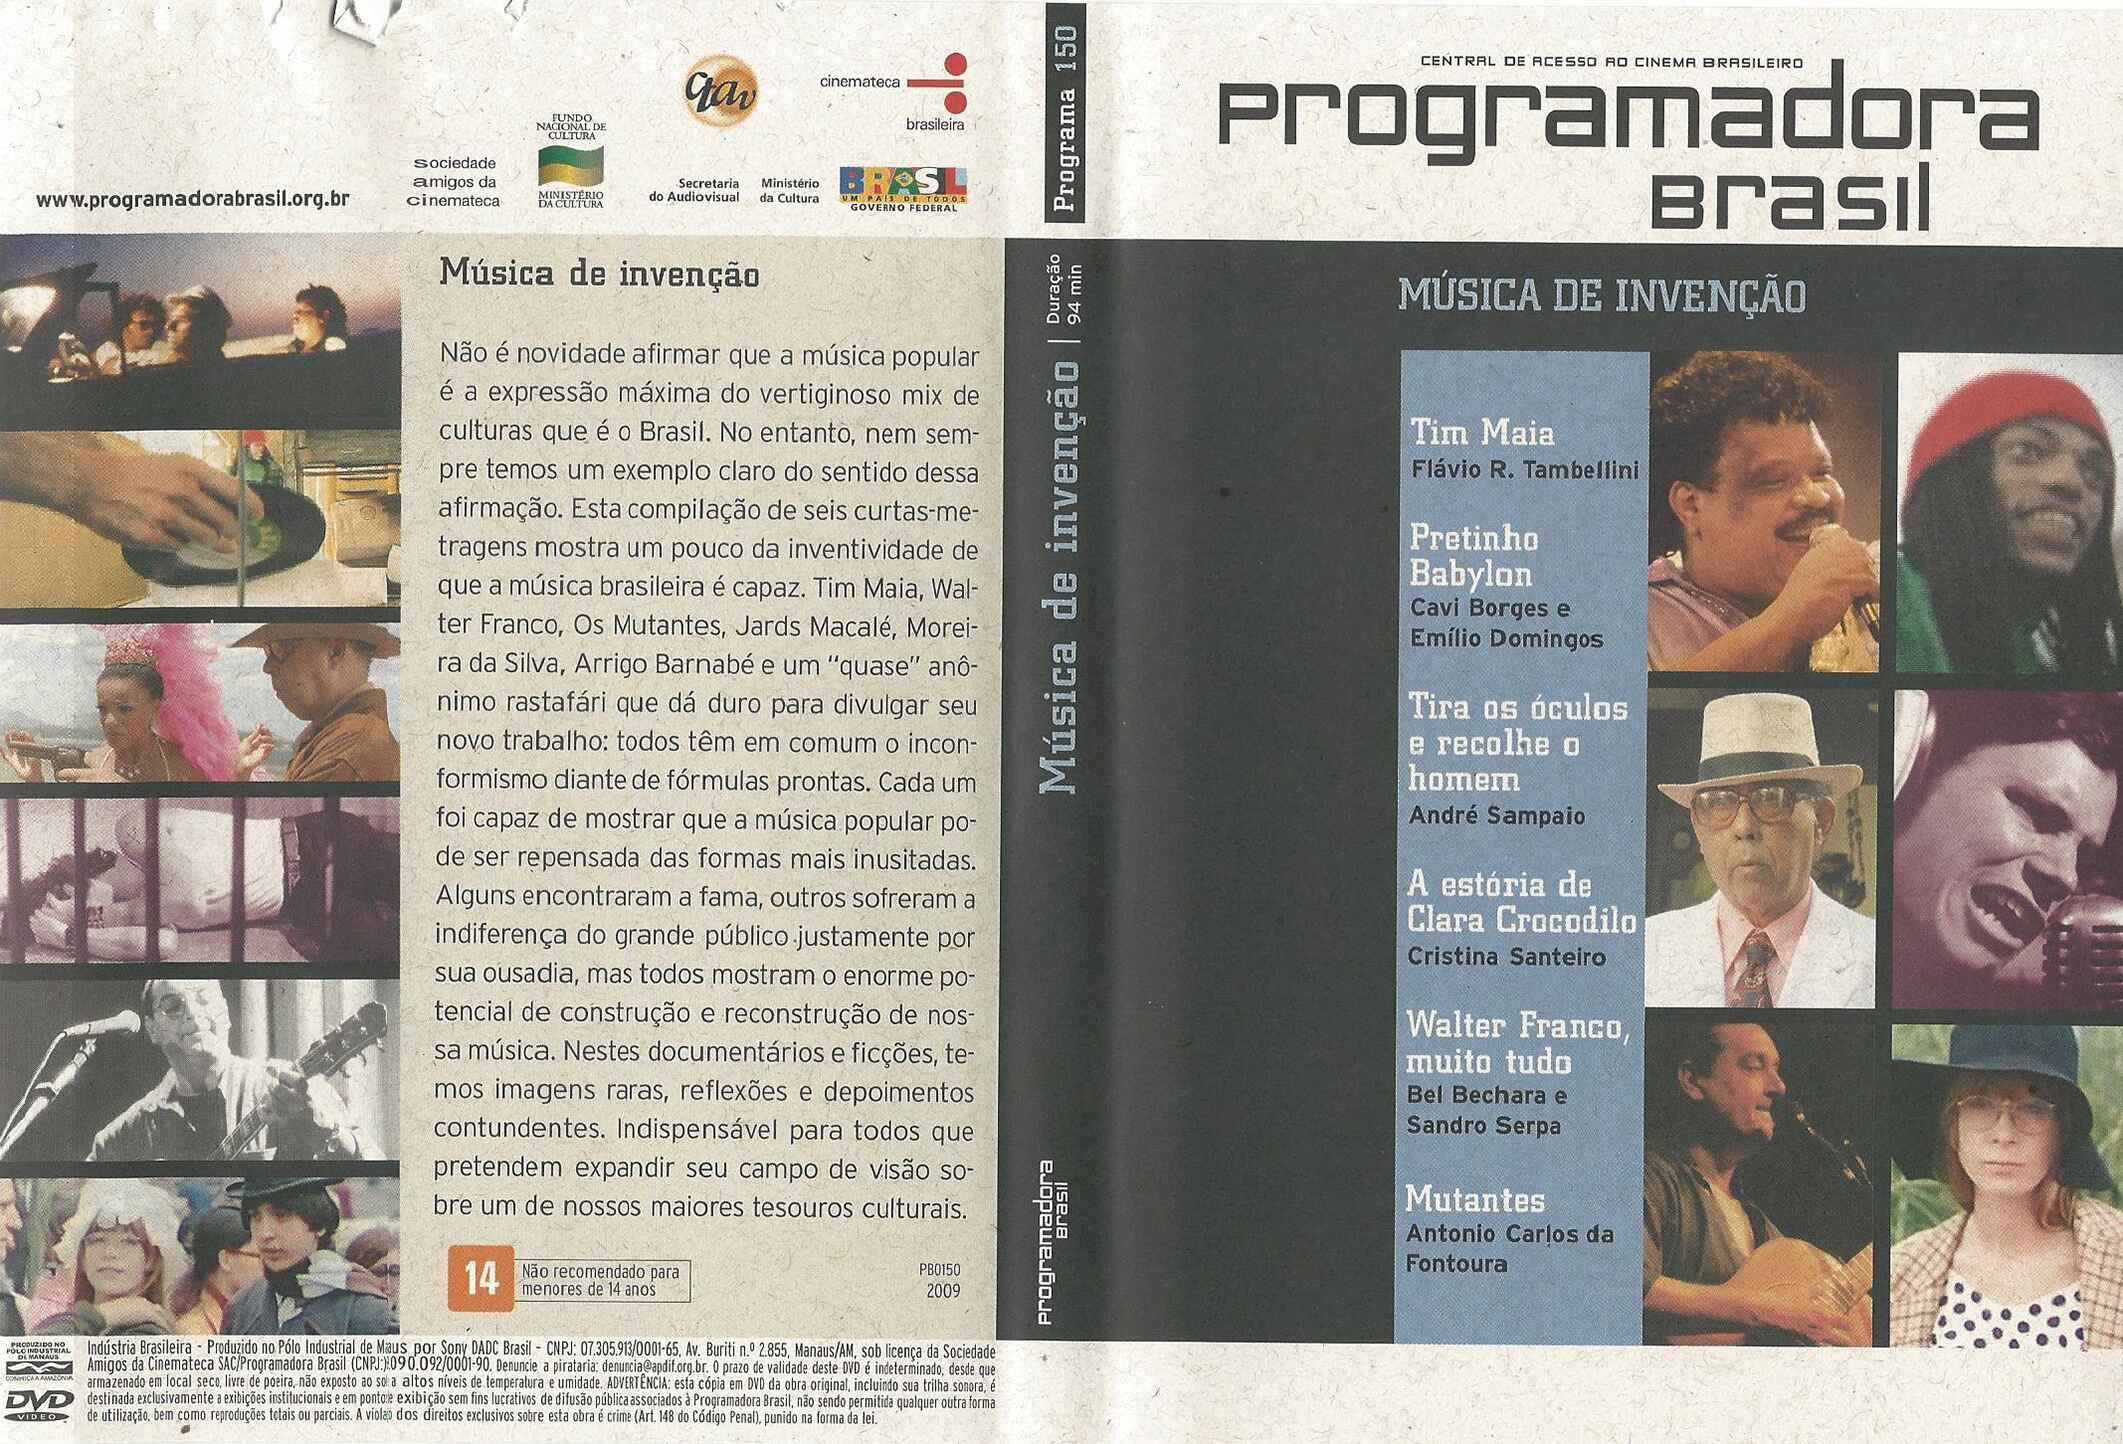 www.programadorabrasil.org.br
sociedade
amigos da
cinemateca
FUNDO
NACIONAL DE
CULTURA
MINISTÉRIO
DA CULTURA
ctav
Secretaria
do Audiovisual
Ministério
da Cultura
cinemateca
brasileira
BRASIL
UM PAÍS DE TODOS
GOVERNO FEDERAL
Música de invenção
Não é novidade afirmar que a música popular
é a expressão máxima do vertiginoso mix de
culturas que é o Brasil. No entanto, nem sem-
pre temos um exemplo claro do sentido dessa
afirmação. Esta compilação de seis curtas-me-
tragens mostra um pouco da inventividade de
que a música brasileira é capaz. Tim Maia, Wal-
ter Franco, Os Mutantes, Jards Macalé, Morei-
ra da Silva, Arrigo Barnabé e um “quase” anô-
nimo rastafári que dá duro para divulgar seu
novo trabalho: todos têm em comum o incon-
formismo diante de fórmulas prontas. Cada um
foi capaz de mostrar que a música popular po-
de ser repensada das formas mais inusitadas.
Alguns encontraram a fama, outros sofreram a
indiferença do grande público justamente por
sua ousadia, mas todos mostram o enorme po-
tencial de construção e reconstrução de nos-
sa música. Nestes documentários e ficções, te-
mos imagens raras, reflexões e depoimentos
contundentes. Indispensável para todos que
pretendem expandir seu campo de visão so-
bre um de nossos maiores tesouros culturais.
14
Não recomendado para
menores de 14 anos
PB0150
2009
PRODUZIDO NO
PÓLO INDUSTRIAL
DE MANAUS
CONHEÇA A AMAZÔNIA
DVD
VIDEO
Indústria Brasileira - Produzido no Pólo Industrial de Maus por Sony DADC Brasil - CNPJ: 07.305.913/0001-65, Av. Buriti n.º 2.855, Manaus/AM, sob licença da Sociedade
Amigos da Cinemateca SAC/Programadora Brasil (CNPJ: 090.092/0001-90. Denuncie a pirataria: denuncia@apdif.org.br. O prazo de validade deste DVD é indeterminado, desde que
armazenado em local seco, livre de poeira, não exposto ao sol a altos níveis de temperatura e umidade. ADVERTÊNCIA: esta cópia em DVD da obra original, incluindo sua trilha sonora, é
destinada exclusivamente a exibições institucionais e em ponto e exibição sem fins lucrativos de difusão pública associados à Programadora Brasil, não sendo permitida qualquer outra forma
de utilização, bem como reproduções totais ou parciais. A violaã dos direitos exclusivos sobre esta obra é crime (Art. 148 do Código Penal), punido na forma da lei.
Programa 150
Música de invenção | Duração
94 min
programadora
Brasil
CENTRAL DE ACESSO AO CINEMA BRASILEIRO
programadora
Brasil
MÚSICA DE INVENÇÃO
Tim Maia
Flávio R. Tambellini
Pretinho
Babylon
Cavi Borges e
Emílio Domingos
Tira os óculos
e recolhe o
homem
André Sampaio
A estória de
Clara Crocodilo
Cristina Santeiro
Walter Franco,
muito tudo
Bel Bechara e
Sandro Serpa
Mutantes
Antonio Carlos da
Fontoura